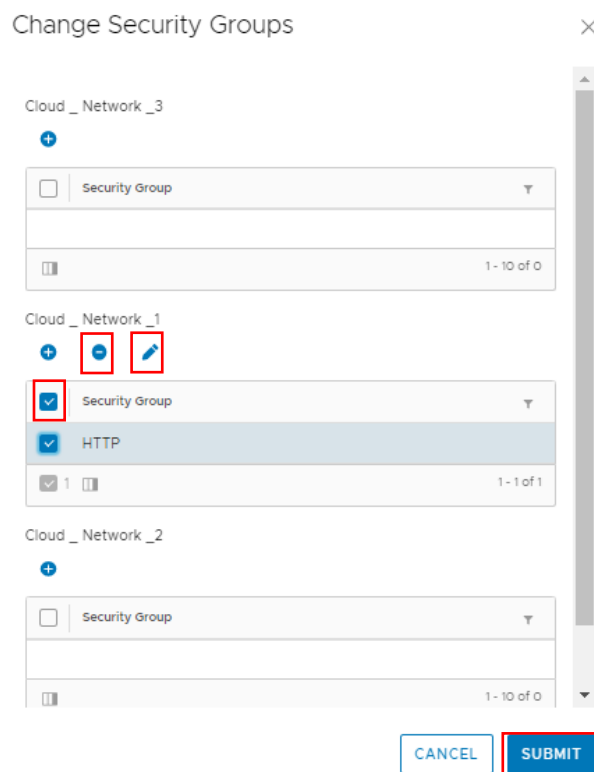 Change Security Groups
Cloud _ Network _3
Security Group
1 - 10 of 0
Cloud _ Network _1
Security Group
HTTP
1
1 - 1 of 1
Cloud _ Network _2
Security Group
1 - 10 of 0
CANCEL
SUBMIT